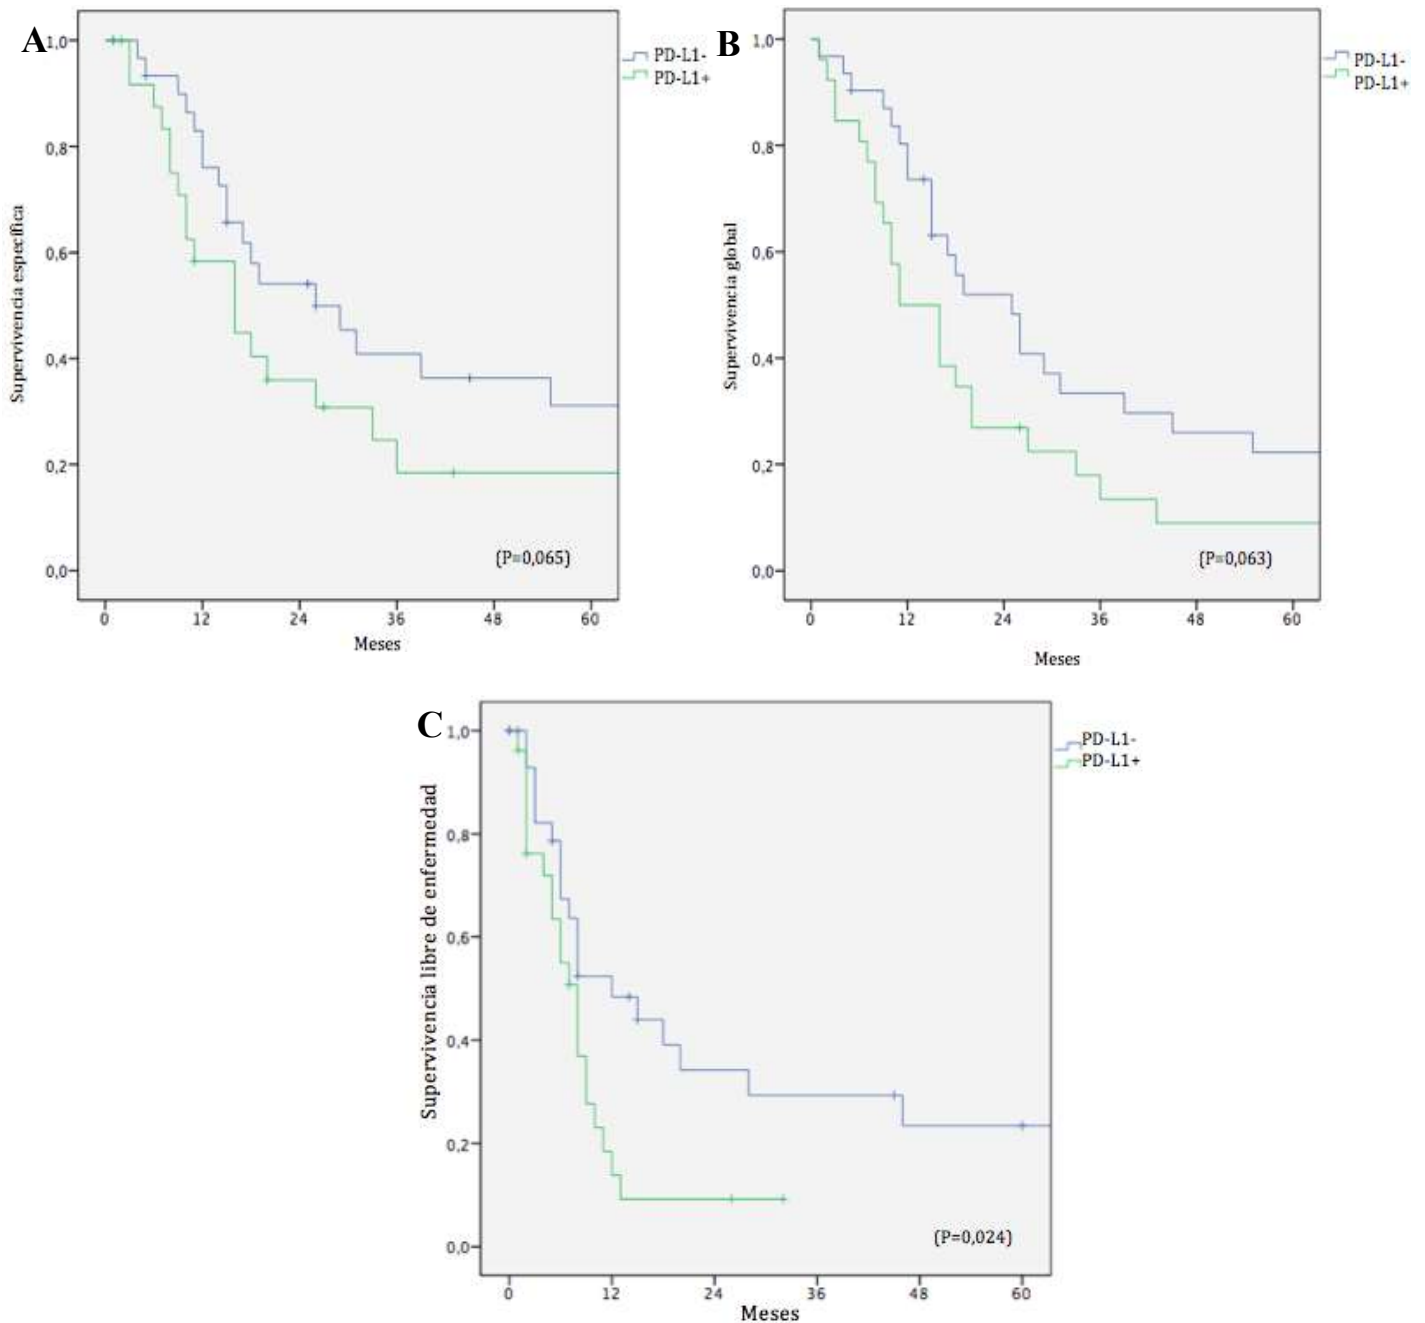 A
PD-L1-
PD-L1+
Supervivencia específica
1,0
0,8
0,6
0,4
0,2
0,0
0 12 24 36 48 60
Meses
(P=0,065)
B
PD-L1-
PD-L1+
Supervivencia global
1.0
0.8
0.6
0.4
0.2
0.0
0 12 24 36 48 60
Meses
(P=0,063)
C
PD-L1-
PD-L1+
Supervivencia libre de enfermedad
1,0
0,8
0,6
0,4
0,2
0,0
0 12 24 36 48 60
Meses
(P=0,024)